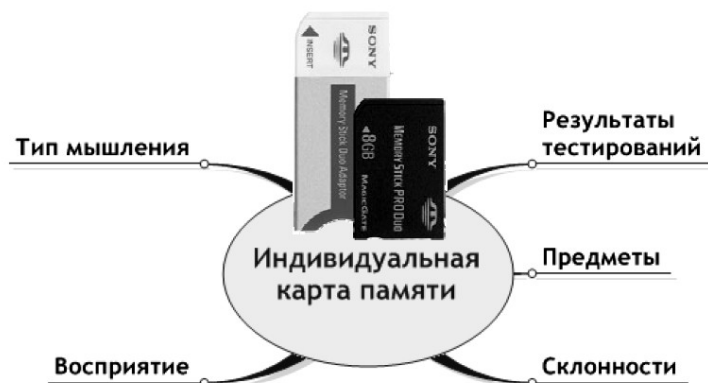 SONY
INSERT
Memory Stick Duo Adaptor
SONY
MEMORY STICK PRO DUO
8GB
MAGICGATE
Тип мышления
Результаты
тестирований
Индивидуальная
карта памяти
Предметы
Восприятие
Склонности